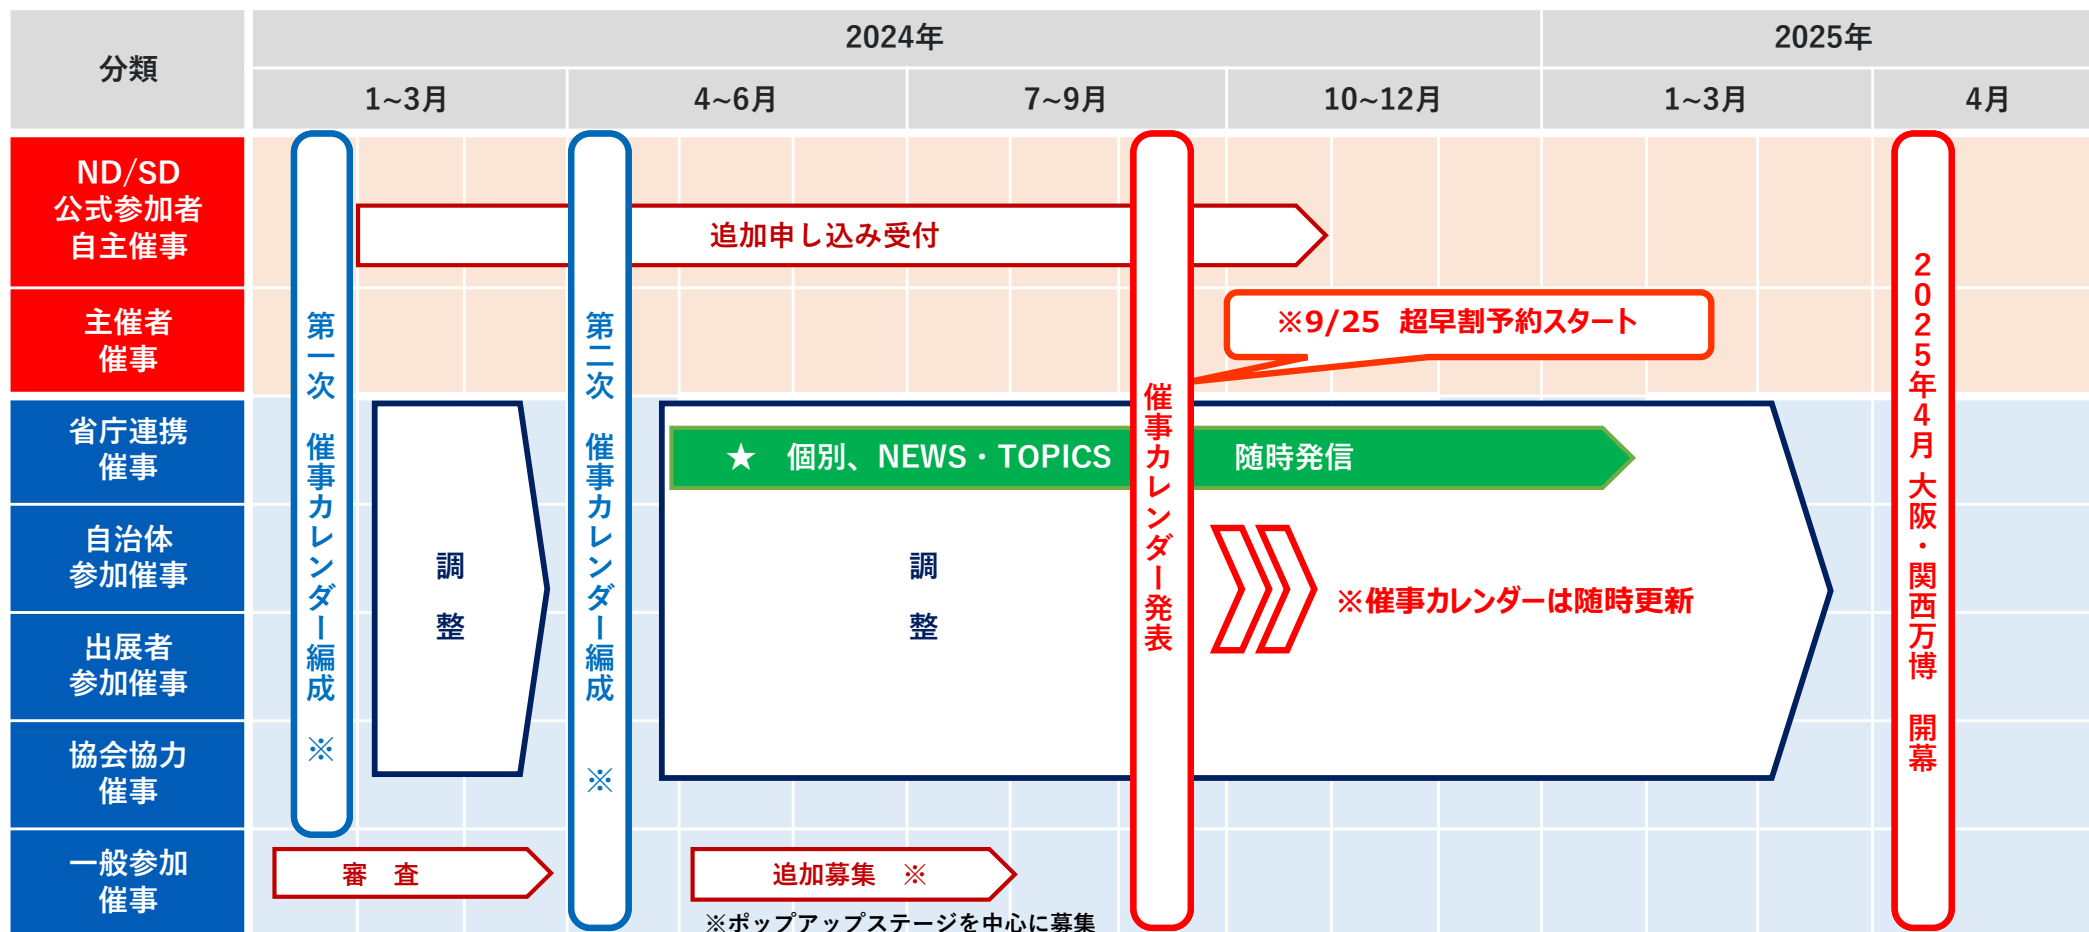 分類
2024年
2025年
1~3月
4~6月
7~9月
10~12月
1~3月
4月
ND/SD
公式参加者
自主催事
主催者
催事
省庁連携
催事
自治体
参加催事
出展者
参加催事
協会協力
催事
一般参加
催事
第一次 催事カレンダー編成 ※
第二次 催事カレンダー編成 ※
催事カレンダー発表
2025年4月 大阪・関西万博 開幕
追加申し込み受付
※9/25 超早割予約スタート
★ 個別、NEWS・TOPICS 随時発信
調整
調整
※催事カレンダーは随時更新
審 査
追加募集 ※
※ポップアップステージを中心に募集